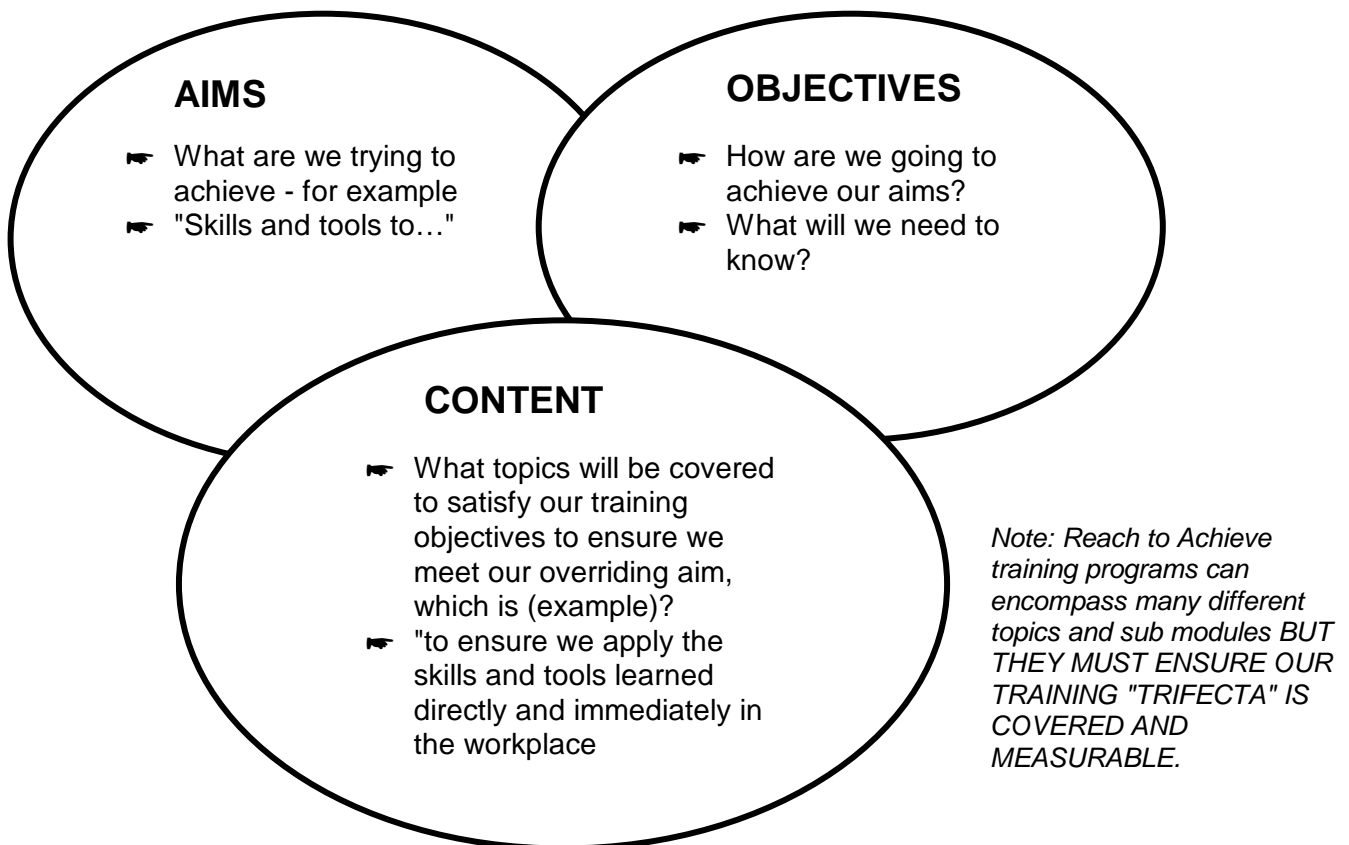 AIMS
☛ What are we trying to
achieve - for example
☛ "Skills and tools to…"
OBJECTIVES
☛ How are we going to
achieve our aims?
☛ What will we need to
know?
CONTENT
☛ What topics will be covered
to satisfy our training
objectives to ensure we
meet our overriding aim,
which is (example)?
☛ "to ensure we apply the
skills and tools learned
directly and immediately in
the workplace
Note: Reach to Achieve
training programs can
encompass many different
topics and sub modules BUT
THEY MUST ENSURE OUR
TRAINING "TRIFECTA" IS
COVERED AND
MEASURABLE.